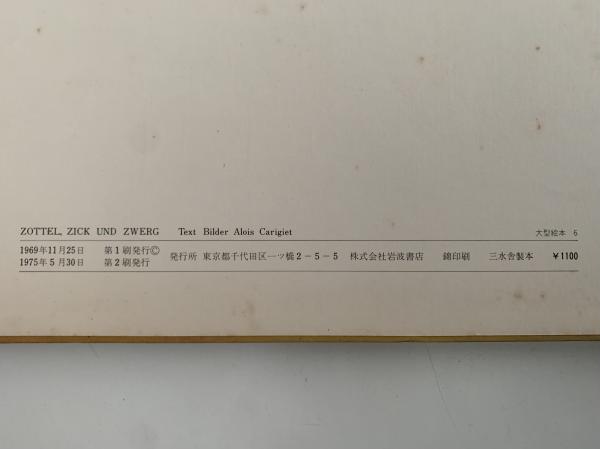 ZOTTEL, ZICK UND ZWERG Text Bilder Alois Carigiet 大型絵本 6
1969年11月25日 第1刷発行©
1975年5月30日 第2刷発行
発行所 東京都千代田区一ツ橋2-5-5 株式会社岩波書店 錦印刷 三水舎製本 ¥1100